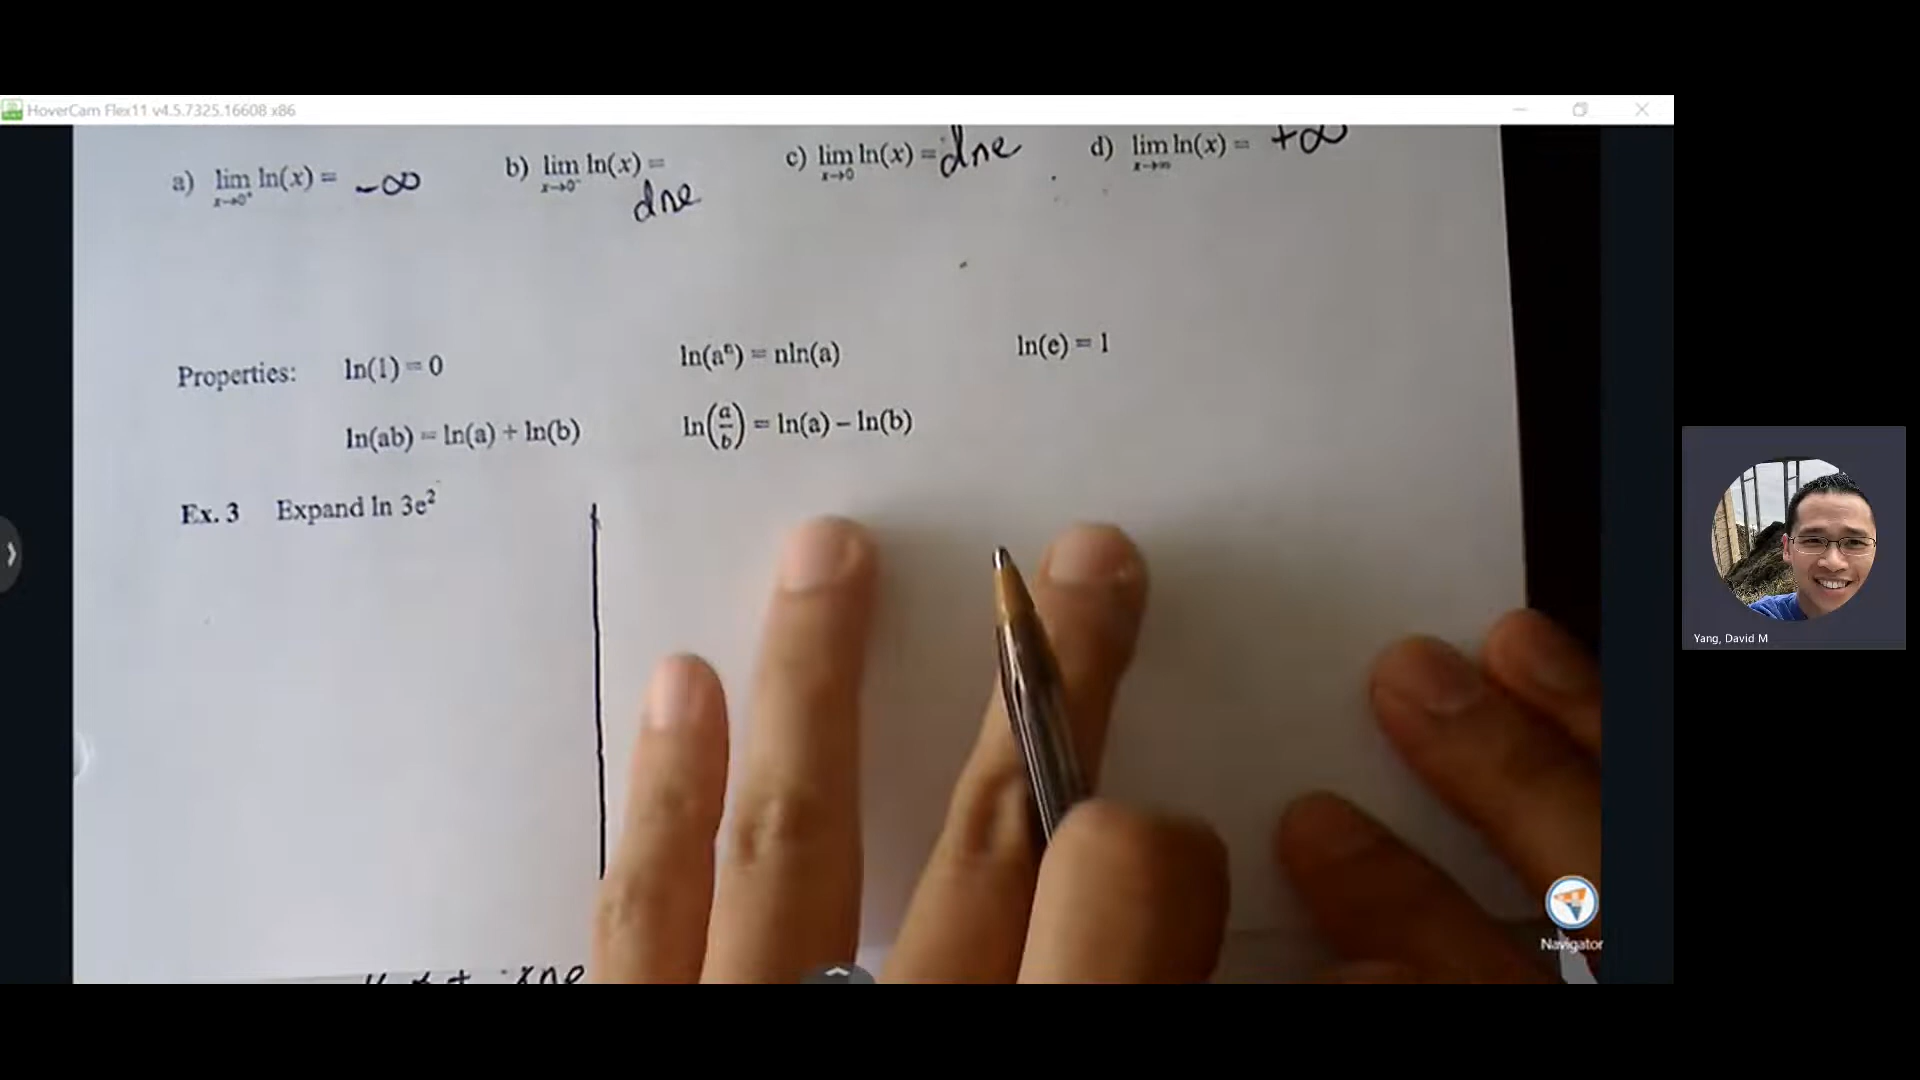 HoverCam Flex11 v4.5.7325.16608 x86
a) lim x→0⁺ ln(x) = -∞ b) lim x→0⁻ ln(x) = dne c) lim x→0 ln(x) = dne d) lim x→∞ ln(x) = +∞
Properties: ln(1) = 0 ln(aⁿ) = nln(a) ln(e) = 1
ln(ab) = ln(a) + ln(b) ln(a/b) = ln(a) – ln(b)
Ex. 3 Expand ln 3e²
Yang, David M
Navigator